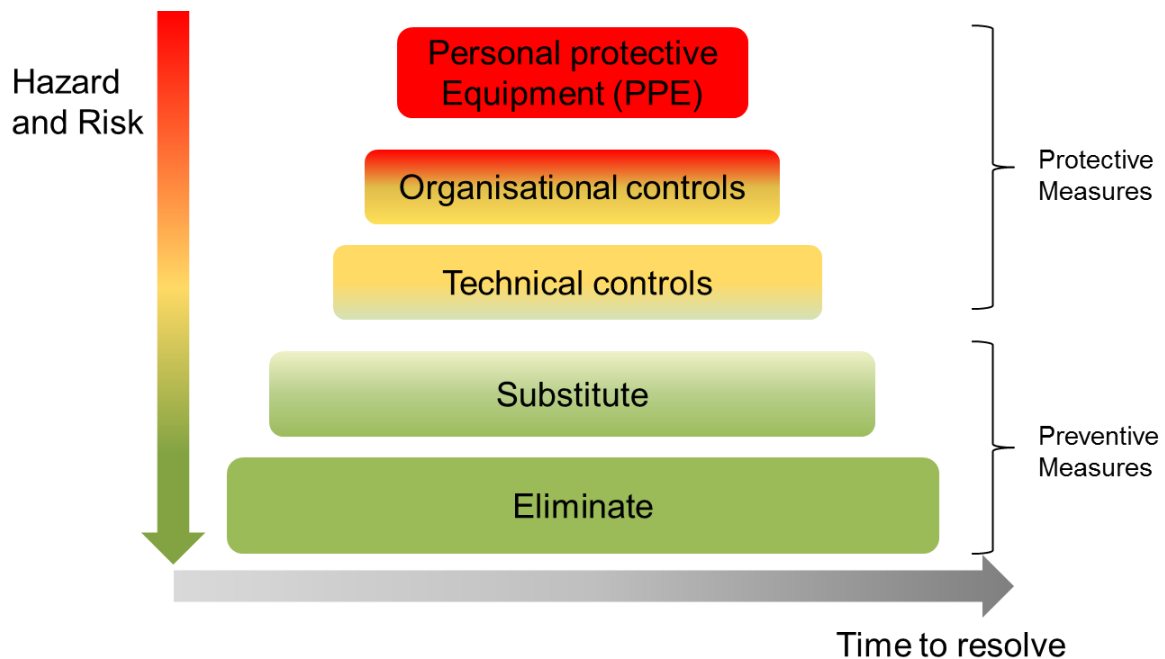 Hazard
and Risk
Personal protective
Equipment (PPE)
Organisational controls
Technical controls
Protective
Measures
Substitute
Eliminate
Preventive
Measures
Time to resolve